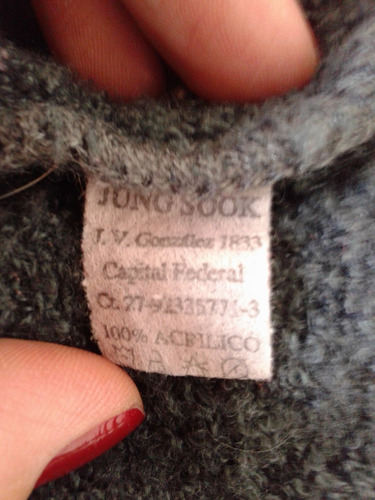 JUNG SOOK
J. V. González 1833
Capital Federal
100% ACRILICO